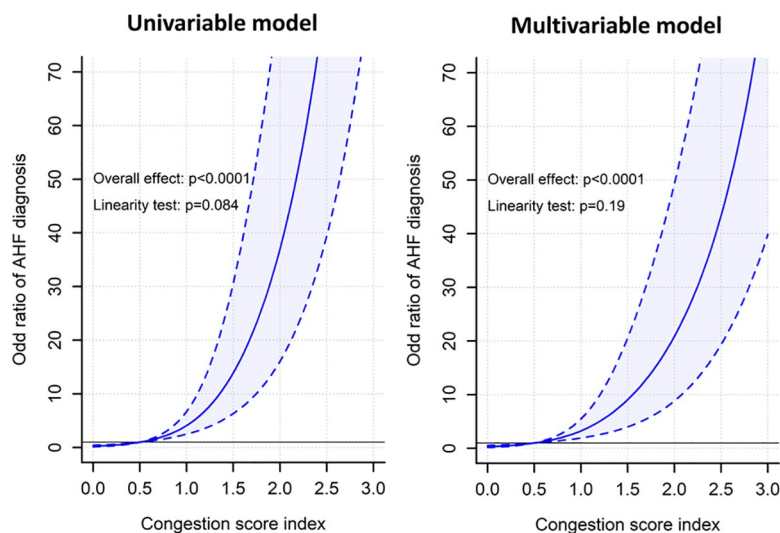 Univariable model
Odd ratio of AHF diagnosis
70
60
50
40
30
20
10
0
Overall effect: p<0.0001
Linearity test: p=0.084
0.0 0.5 1.0 1.5 2.0 2.5 3.0
Congestion score index
Multivariable model
Odd ratio of AHF diagnosis
70
60
50
40
30
20
10
0
Overall effect: p<0.0001
Linearity test: p=0.19
0.0 0.5 1.0 1.5 2.0 2.5 3.0
Congestion score index